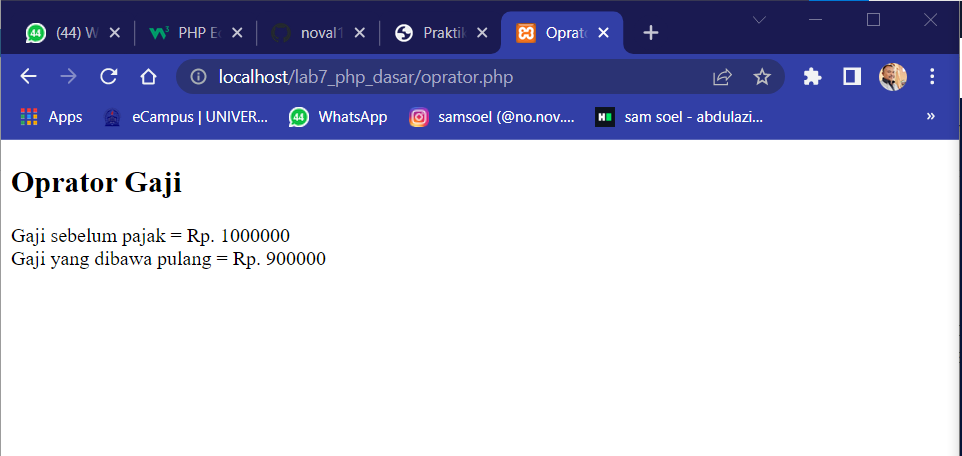 (44) W
PHP Ec
noval1
Praktik
Oprato
localhost/lab7_php_dasar/oprator.php
Apps
eCampus | UNIVER...
44
WhatsApp
samsoel (@no.nov....
sam soel - abdulazi...
Oprator Gaji
Gaji sebelum pajak = Rp. 1000000
Gaji yang dibawa pulang = Rp. 900000